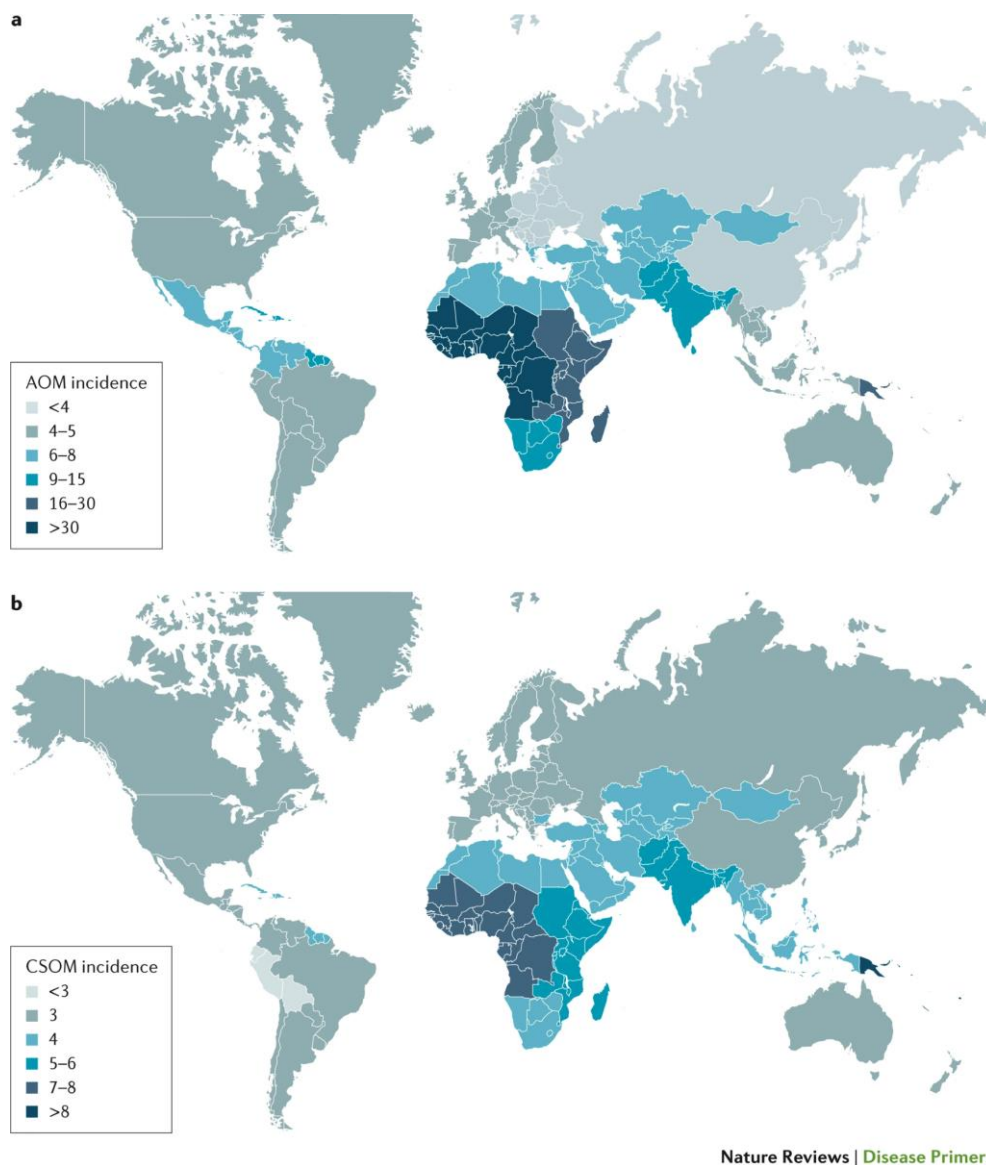 a
AOM incidence
<4
4–5
6–8
9–15
16–30
>30
b
CSOM incidence
<3
3
4
5–6
7–8
>8
Nature Reviews | Disease Primer